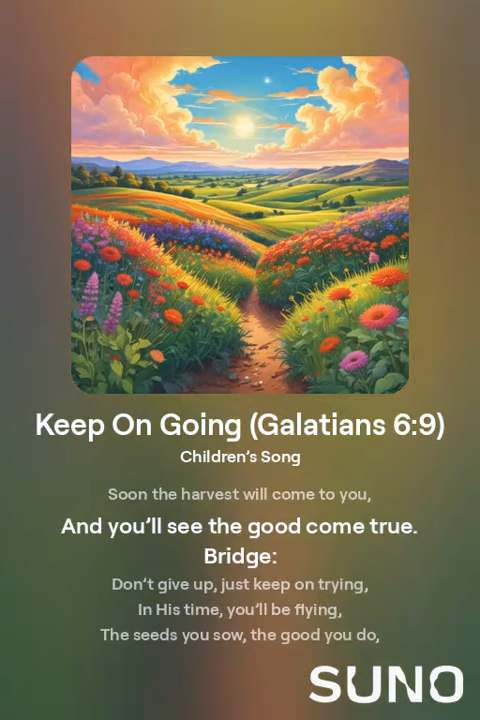 Keep On Going (Galatians 6:9)
Children’s Song
Soon the harvest will come to you,
And you’ll see the good come true.
Bridge:
Don’t give up, just keep on trying,
In His time, you’ll be flying,
The seeds you sow, the good you do,
SUNO